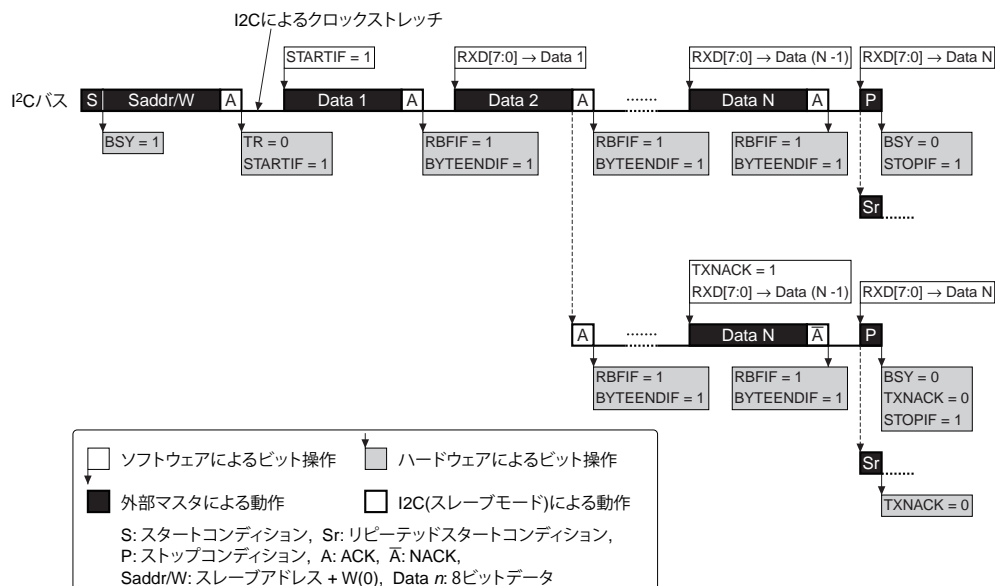 I2Cによるクロックストレッチ
STARTIF = 1
RXD[7:0] → Data 1
RXD[7:0] → Data (N -1)
RXD[7:0] → Data N
I²Cバス
S Saddr/W A Data 1 A Data 2 A ........ Data N A P
BSY = 1
TR = 0
STARTIF = 1
RBFIF = 1
BYTEENDIF = 1
RBFIF = 1
BYTEENDIF = 1
RBFIF = 1
BYTEENDIF = 1
BSY = 0
STOPIF = 1
Sr ........
TXNACK = 1
RXD[7:0] → Data (N -1)
RXD[7:0] → Data N
A ........ Data N A̅ P
RBFIF = 1
BYTEENDIF = 1
RBFIF = 1
BYTEENDIF = 1
BSY = 0
TXNACK = 0
STOPIF = 1
Sr ........
TXNACK = 0
ソフトウェアによるビット操作 ハードウェアによるビット操作
外部マスタによる動作 I2C(スレーブモード)による動作
S: スタートコンディション, Sr: リピーテッドスタートコンディション,
P: ストップコンディション, A: ACK, A̅: NACK,
Saddr/W: スレーブアドレス + W(0), Data n: 8ビットデータ